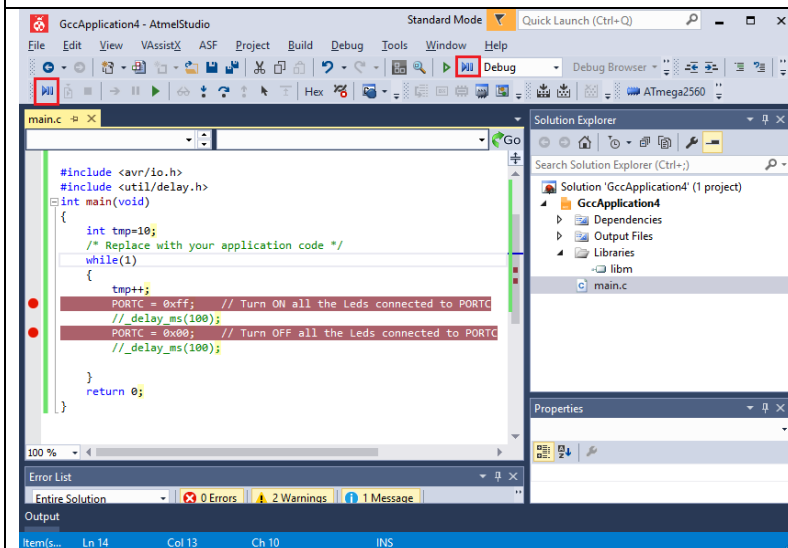 GccApplication4 - AtmelStudio
Standard Mode
Quick Launch (Ctrl+Q)
File Edit View VAssistX ASF Project Build Debug Tools Window Help
Debug
Debug Browser
Hex
ATmega2560
main.c
Go
#include <avr/io.h>
#include <util/delay.h>
int main(void)
{
int tmp=10;
/* Replace with your application code */
while(1)
{
tmp++;
PORTC = 0xff; // Turn ON all the Leds connected to PORTC
//_delay_ms(100);
PORTC = 0x00; // Turn OFF all the Leds connected to PORTC
//_delay_ms(100);
}
return 0;
}
100 %
Solution Explorer
Search Solution Explorer (Ctrl+;)
Solution 'GccApplication4' (1 project)
GccApplication4
Dependencies
Output Files
Libraries
libm
main.c
Properties
Error List
Entire Solution
0 Errors
2 Warnings
1 Message
Output
Item(s... Ln 14 Col 13 Ch 10 INS